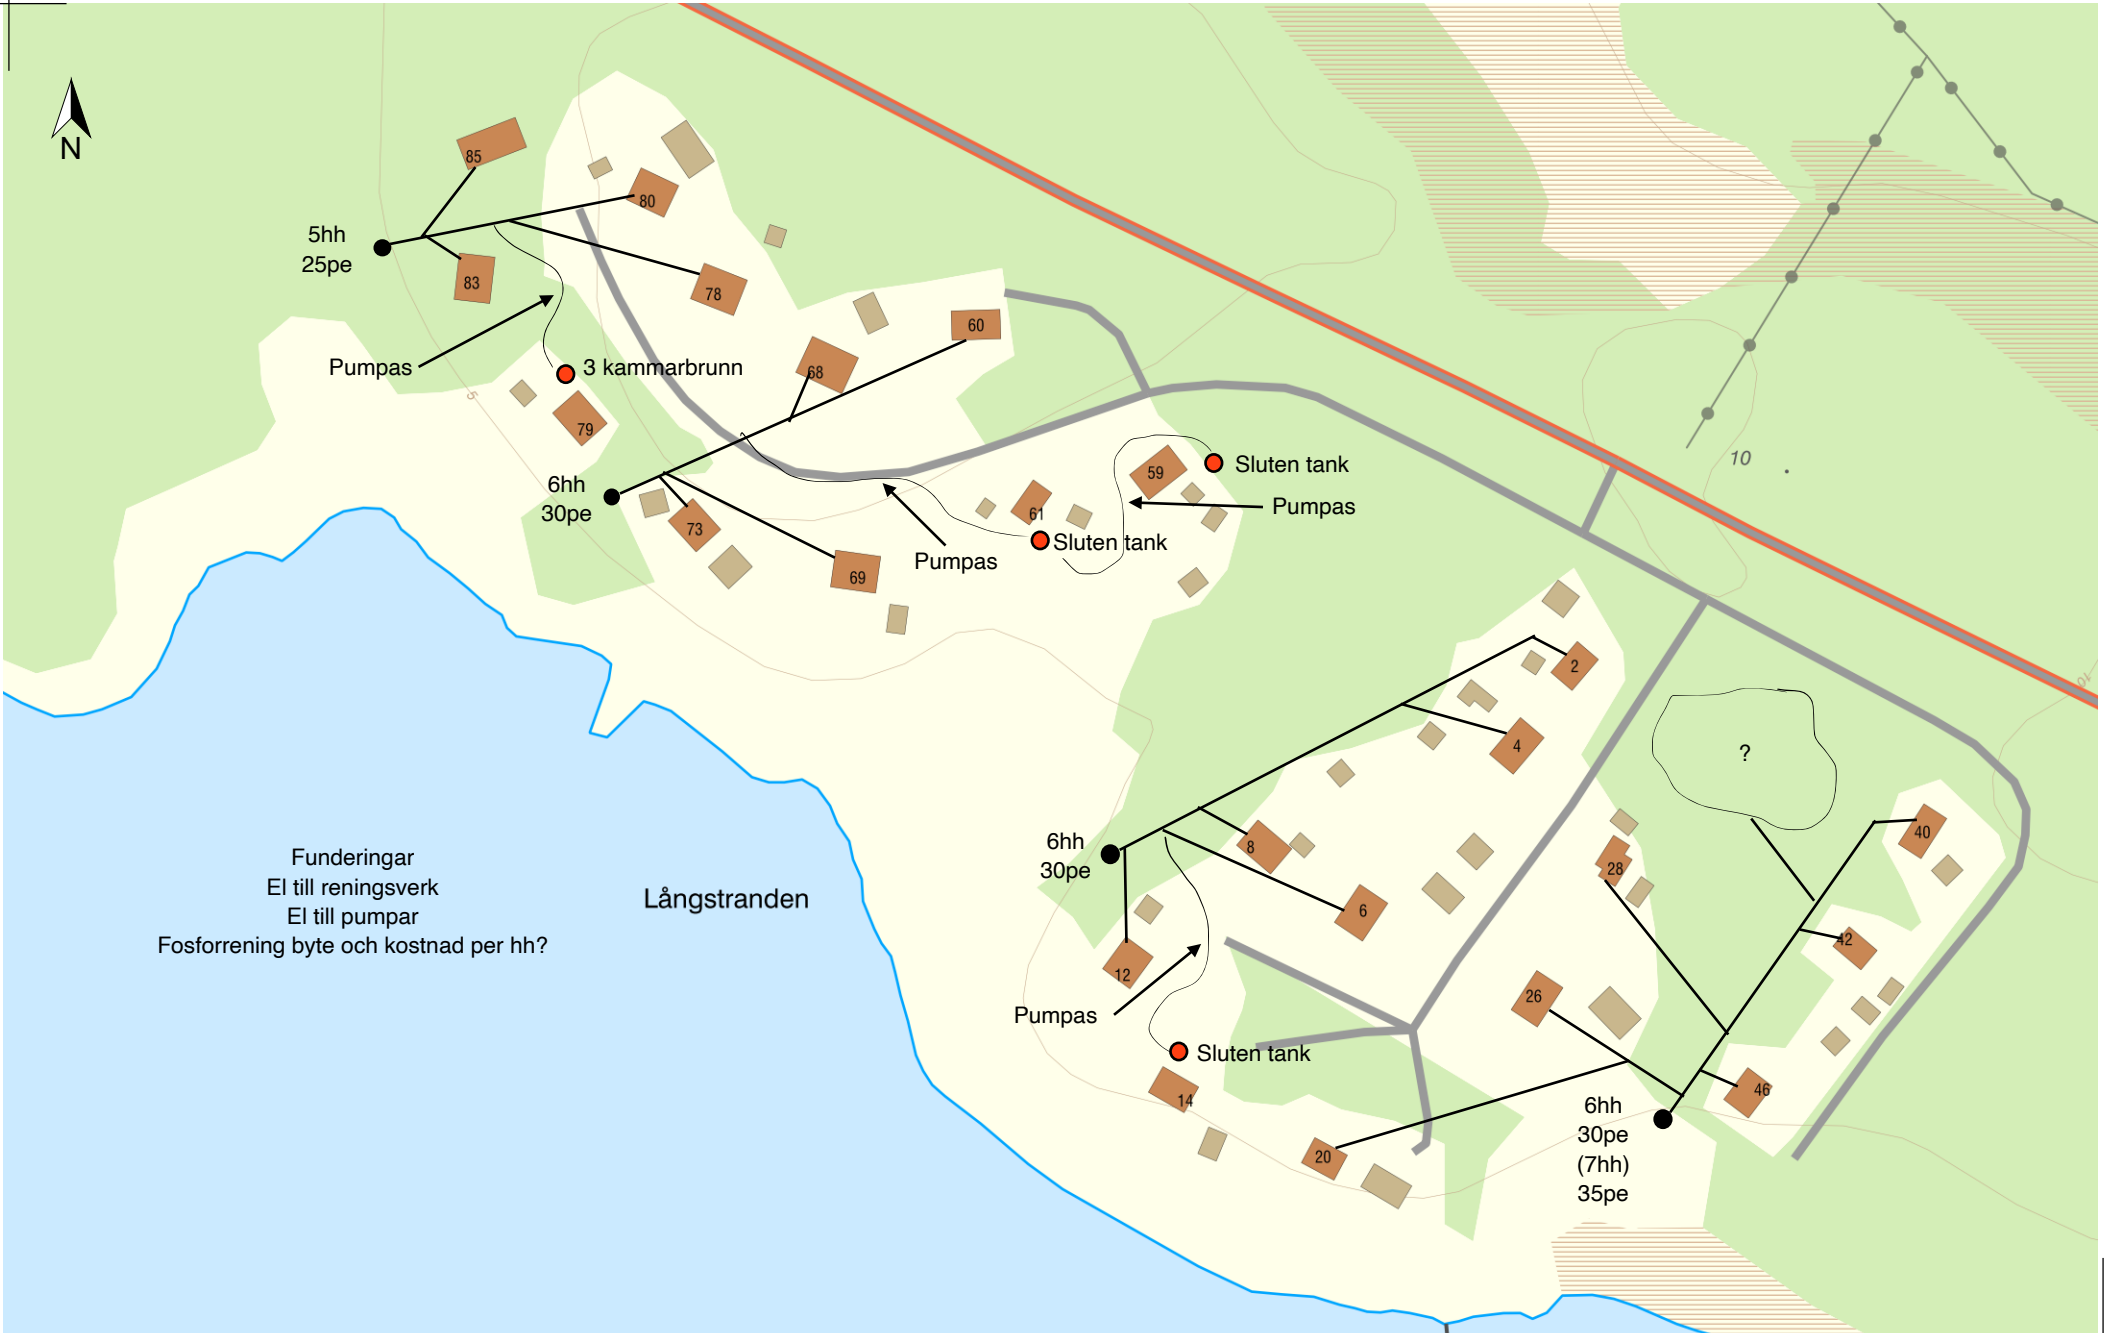 N
85
80
5hh
25pe
83
78
60
Pumpas
3 kammarbrunn
68
5
79
59
Sluten tank
10
6hh
30pe
61
Pumpas
73
Sluten tank
Pumpas
69
2
10
4
?
6hh
30pe
8
40
28
Funderingar
El till reningsverk
El till pumpar
Fosforrening byte och kostnad per hh?
Långstranden
6
42
12
26
Pumpas
Sluten tank
14
46
20
6hh
30pe
(7hh)
35pe